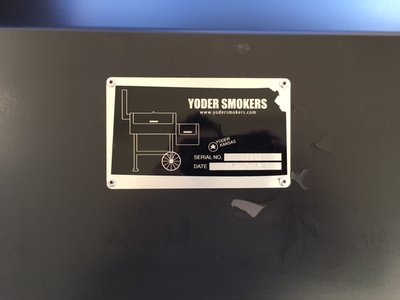 YODER SMOKERS
www.yodersmokers.com
YODER
KANSAS
SERIAL NO.
DATE